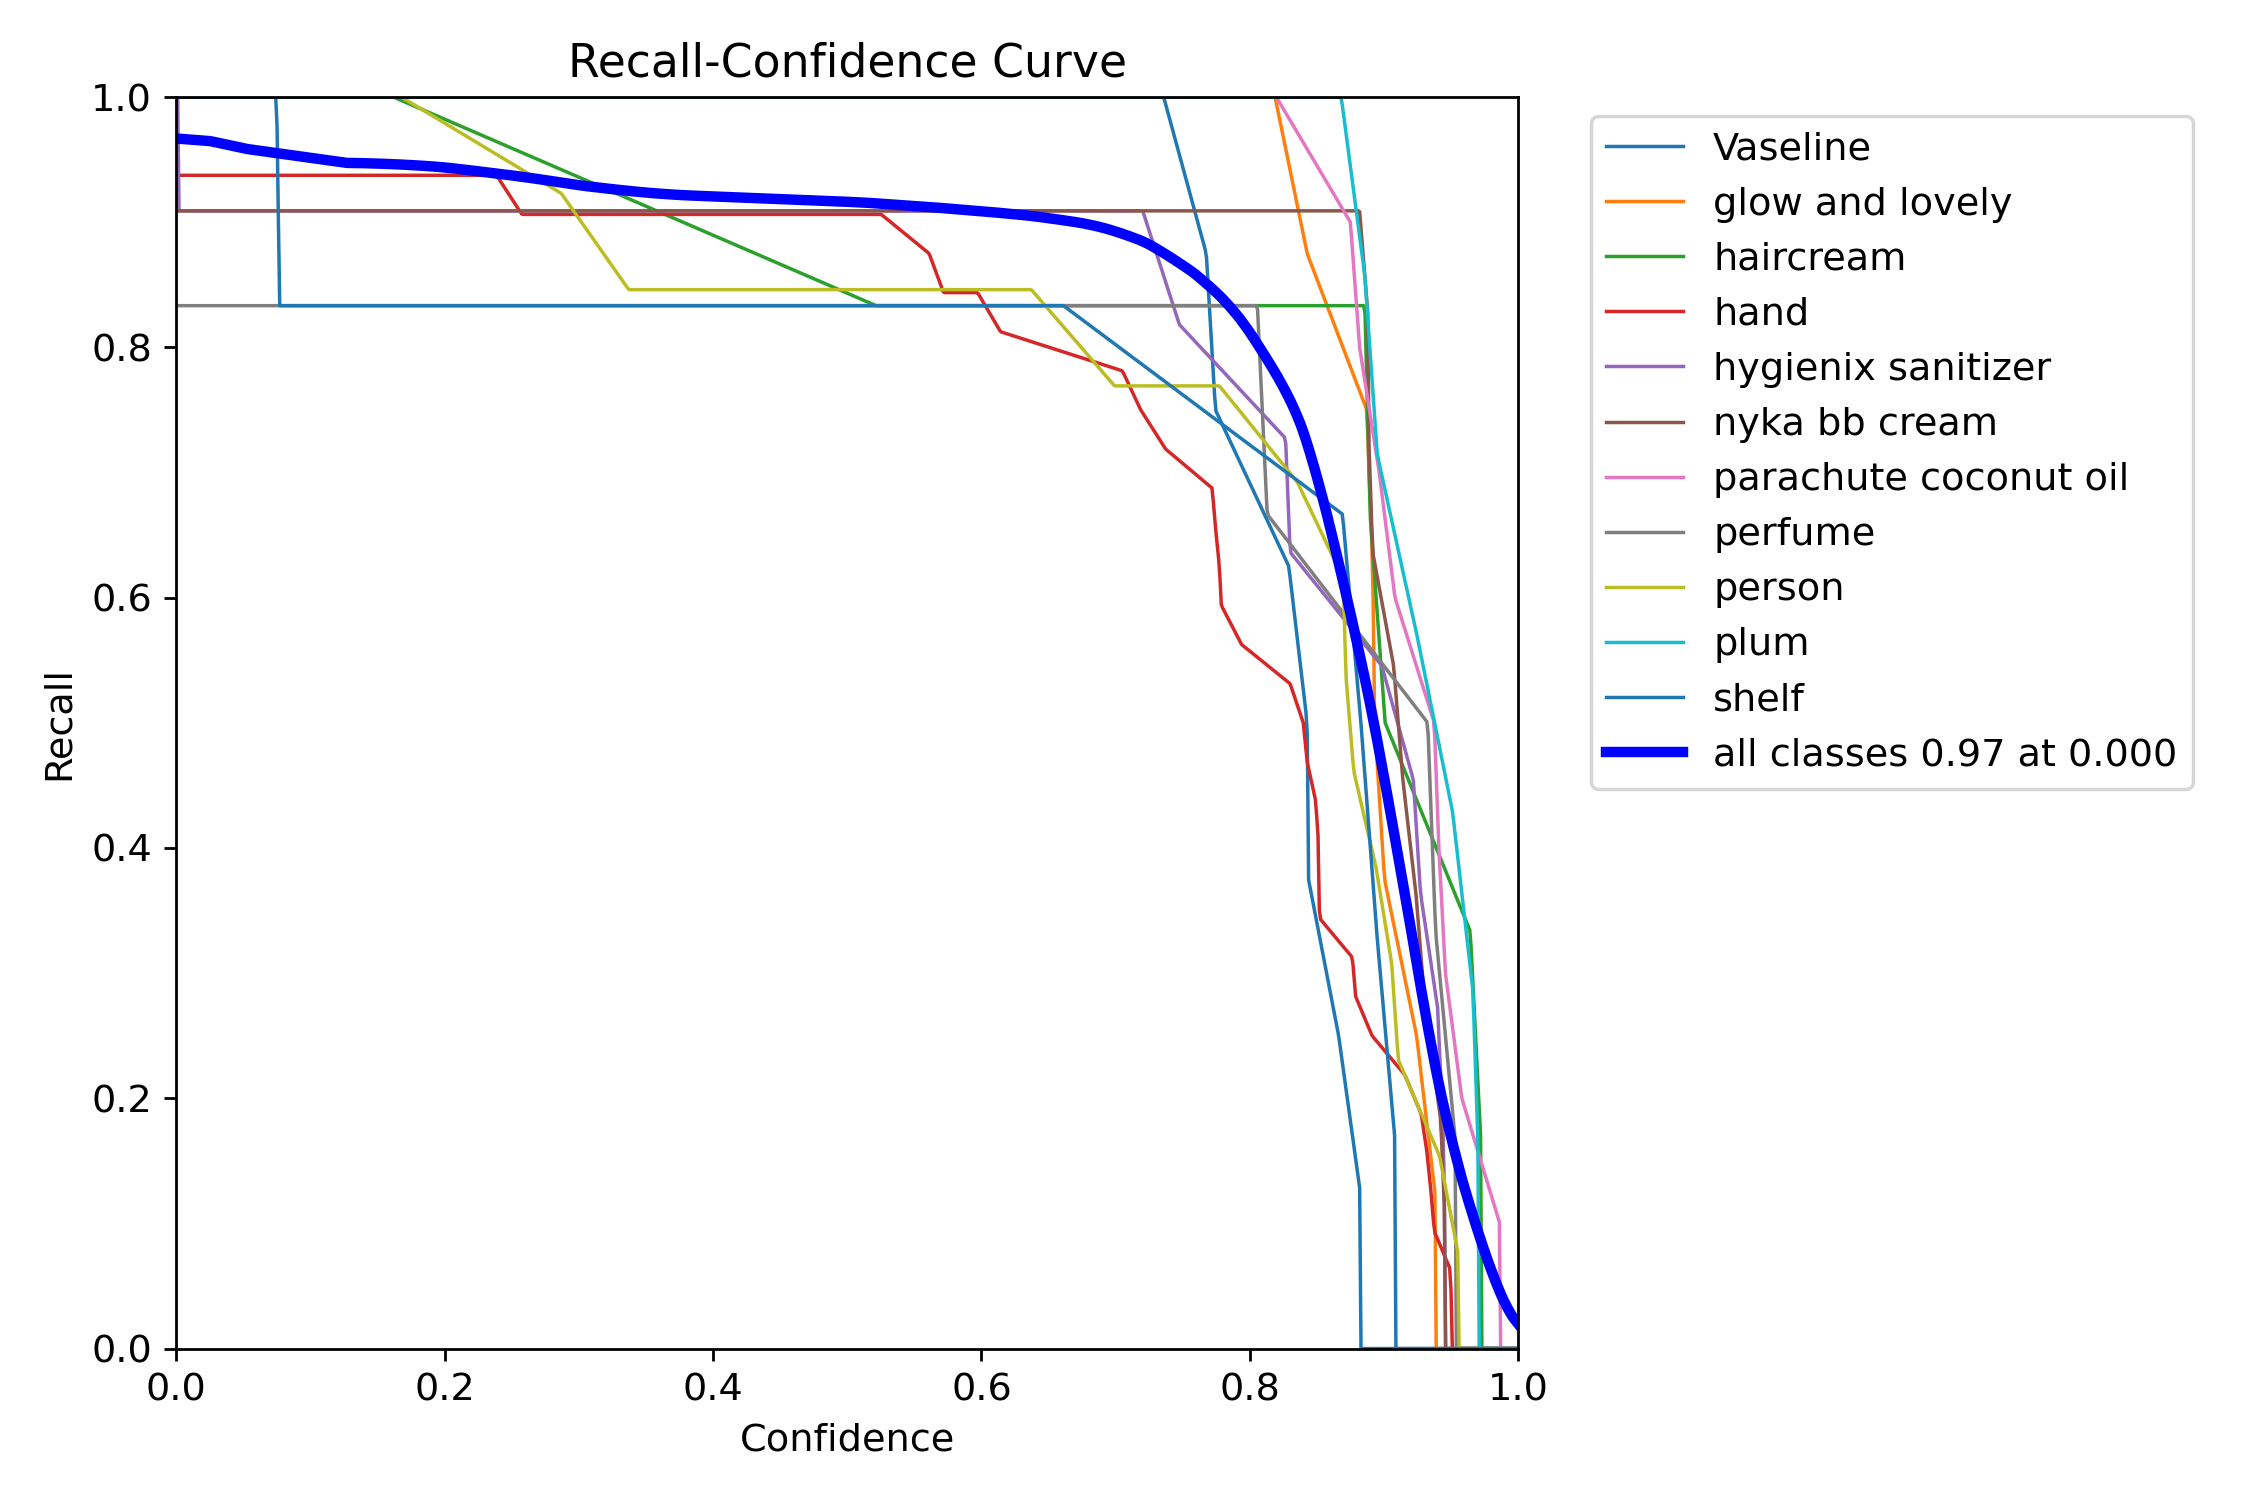 Recall-Confidence Curve
1.0
0.8
0.6
0.4
0.2
0.0
Recall
0.0 0.2 0.4 0.6 0.8 1.0
Confidence
Vaseline
glow and lovely
haircream
hand
hygienix sanitizer
nyka bb cream
parachute coconut oil
perfume
person
plum
shelf
all classes 0.97 at 0.000